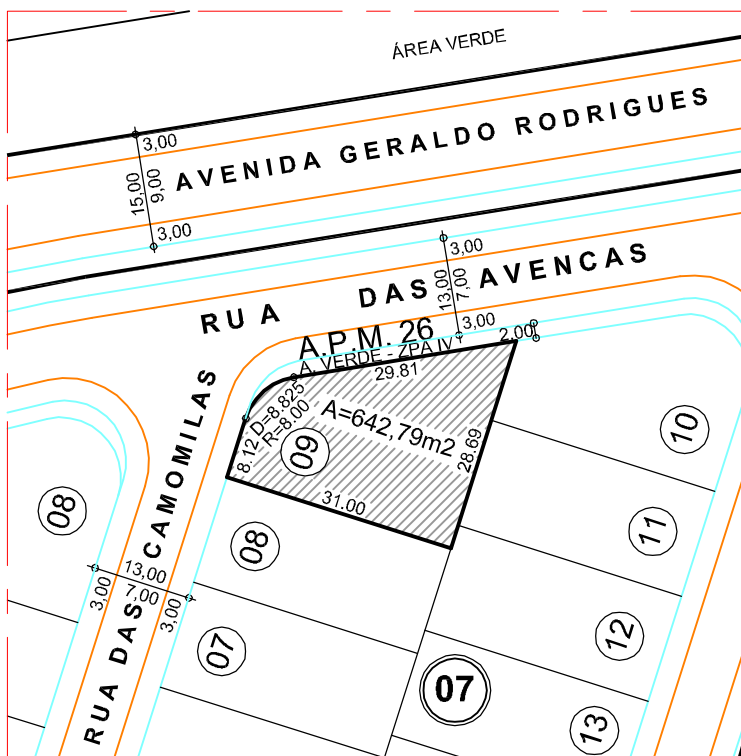 ÁREA VERDE
3,00
AVENIDA GERALDO RODRIGUES
15,00
9,00
3,00
3,00
RUA DAS AVENCAS
13,00
7,00
3,00
2.00
A.P.M. 26
A. VERDE - ZPA IV
29.81
D=8.825
R=8.00
A=642,79m2
8.12
09
28.69
31.00
10
08
08
11
RUA DAS CAMOMILAS
13,00
7,00
3,00
3,00
07
12
07
13